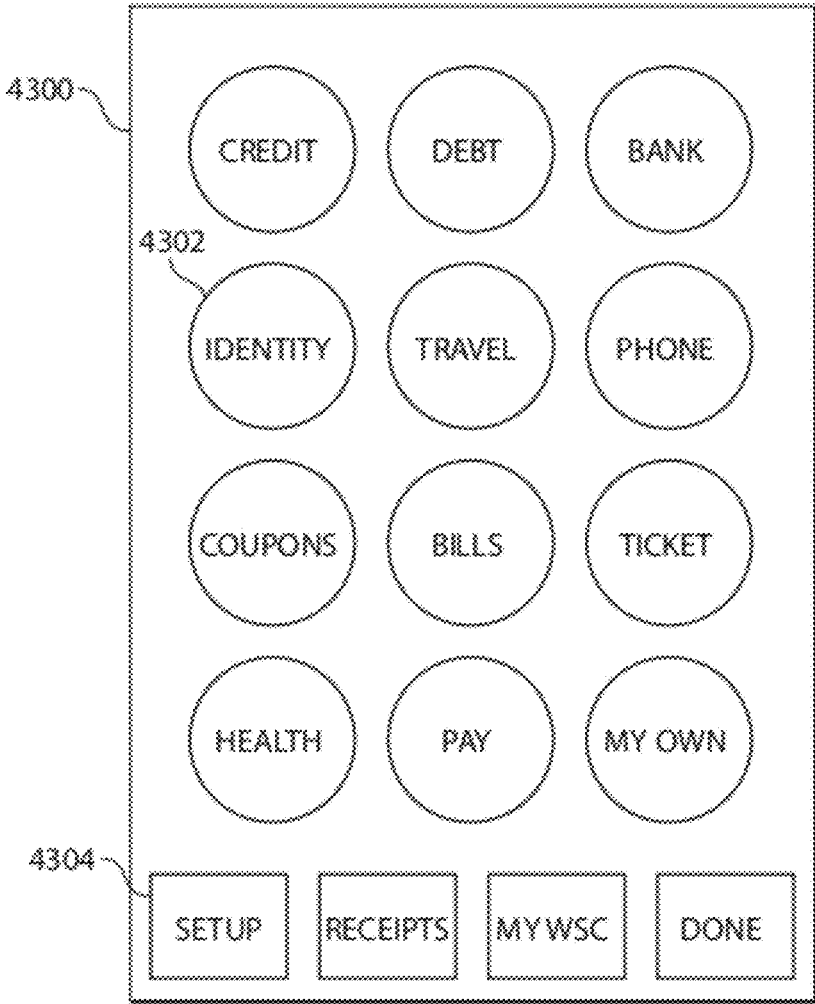 4300
CREDIT DEBT BANK
4302
IDENTITY TRAVEL PHONE
COUPONS BILLS TICKET
HEALTH PAY MY OWN
4304
SETUP RECEIPTS MY WSC DONE